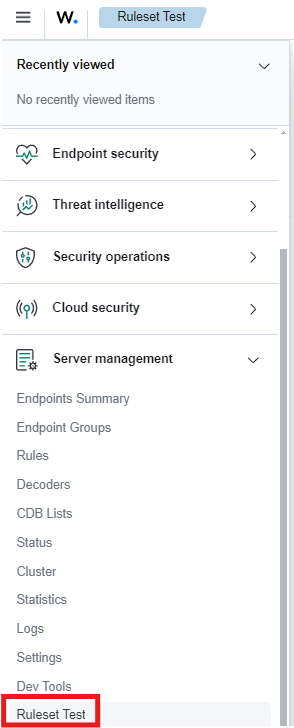 W. Ruleset Test
Recently viewed
No recently viewed items
Endpoint security
Threat intelligence
Security operations
Cloud security
Server management
Endpoints Summary
Endpoint Groups
Rules
Decoders
CDB Lists
Status
Cluster
Statistics
Logs
Settings
Dev Tools
Ruleset Test